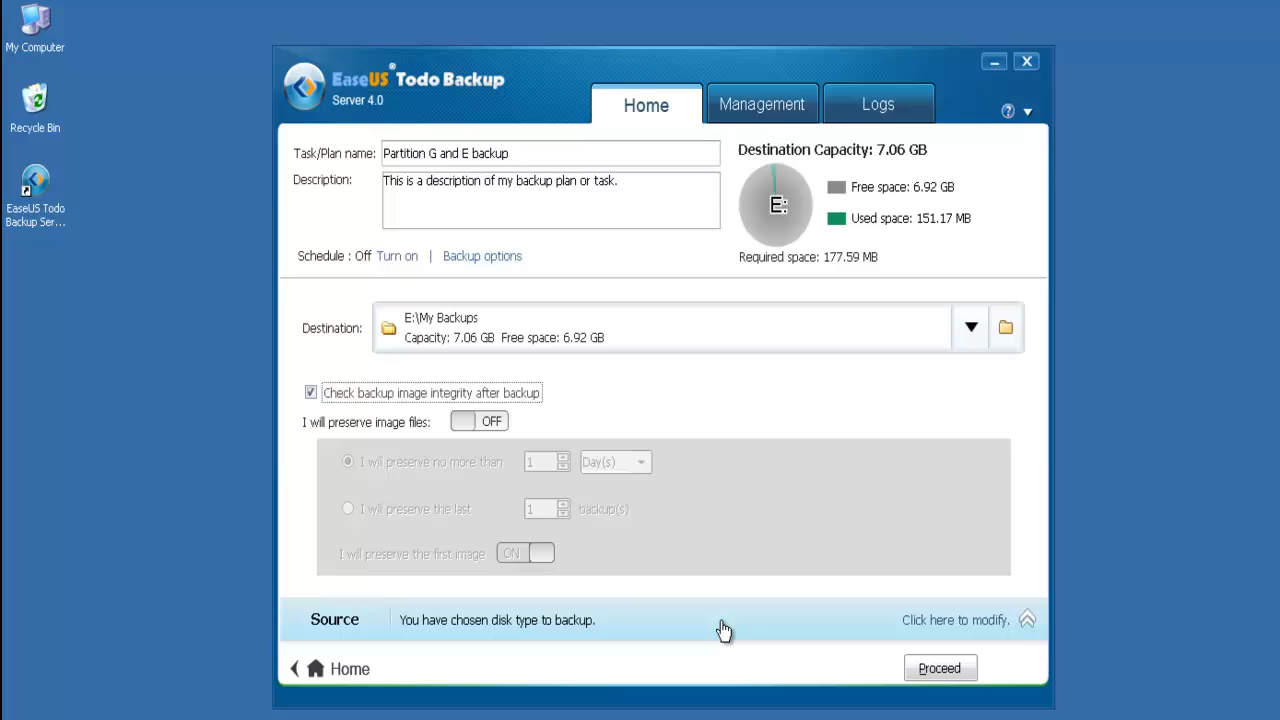 My Computer
Recycle Bin
EaseUS Todo
Backup Ser...
EaseUS® Todo Backup
Server 4.0
Home
Management
Logs
?
Task/Plan name:
Partition G and E backup
Description:
This is a description of my backup plan or task.
Schedule : Off Turn on | Backup options
Destination Capacity: 7.06 GB
E:
Free space: 6.92 GB
Used space: 151.17 MB
Required space: 177.59 MB
Destination:
E:\My Backups
Capacity: 7.06 GB Free space: 6.92 GB
Check backup image integrity after backup
I will preserve image files: OFF
I will preserve no more than 1 Day(s)
I will preserve the last 1 backup(s)
I will preserve the first image ON
Source
You have chosen disk type to backup.
Click here to modify.
Home
Proceed